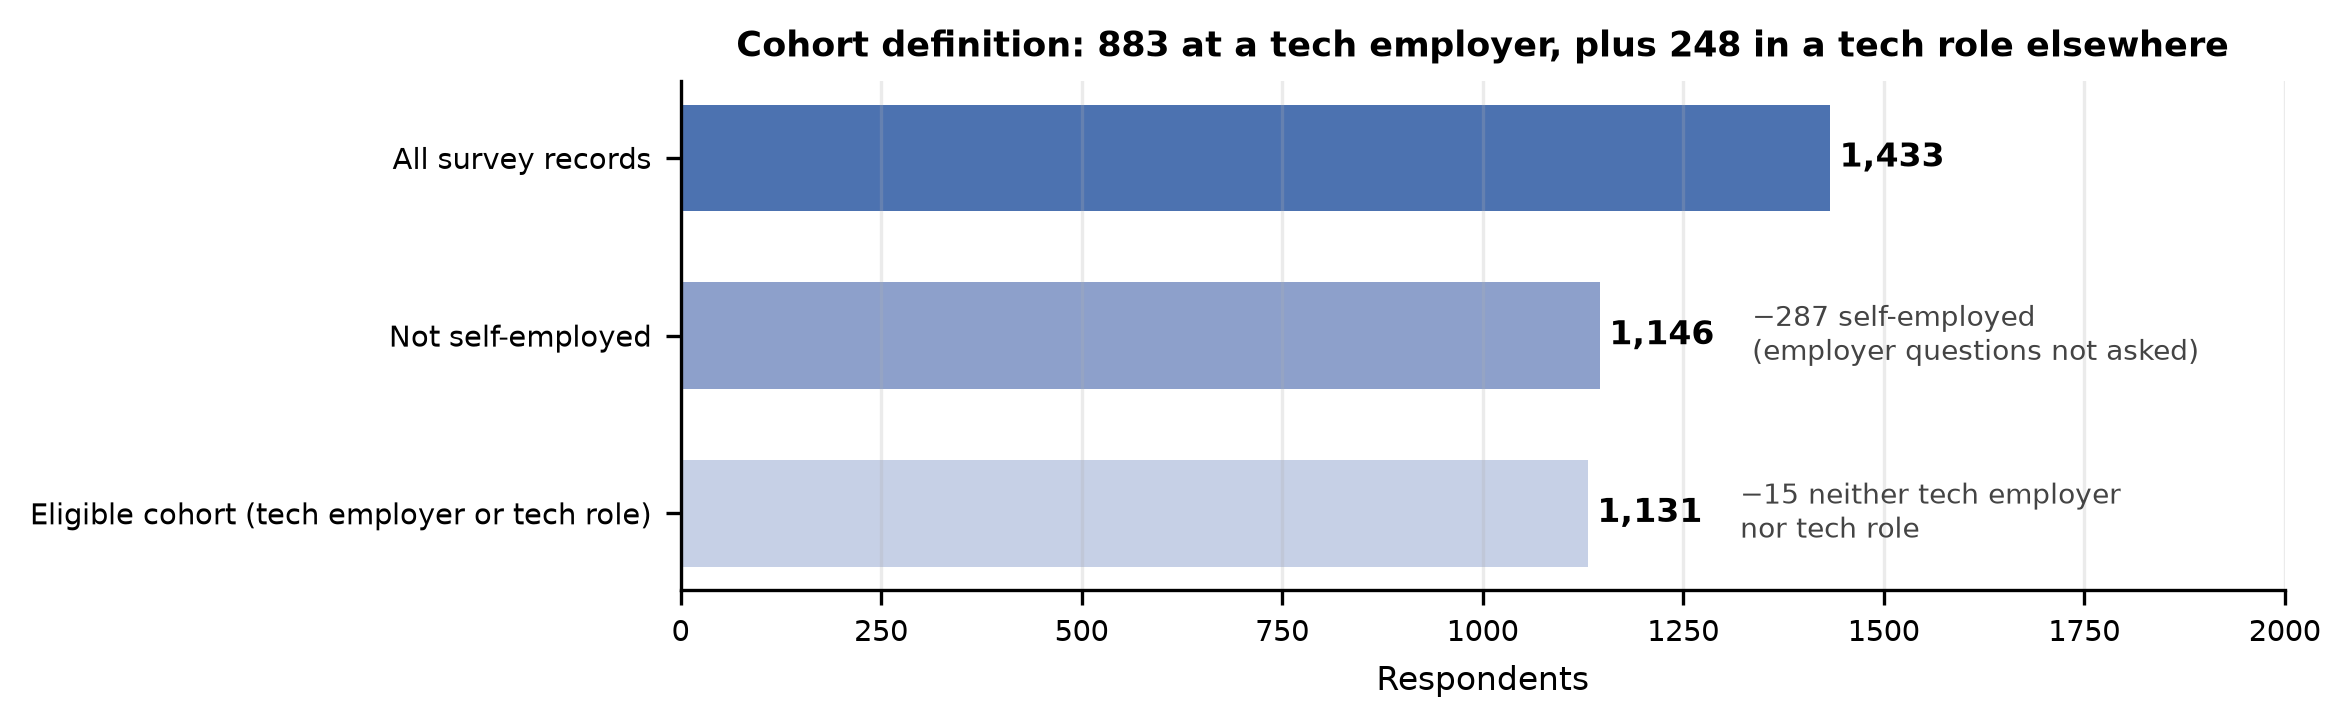 Cohort definition: 883 at a tech employer, plus 248 in a tech role elsewhere
All survey records
1,433
Not self-employed
1,146
−287 self-employed
(employer questions not asked)
Eligible cohort (tech employer or tech role)
1,131
−15 neither tech employer
nor tech role
0 250 500 750 1000 1250 1500 1750 2000
Respondents